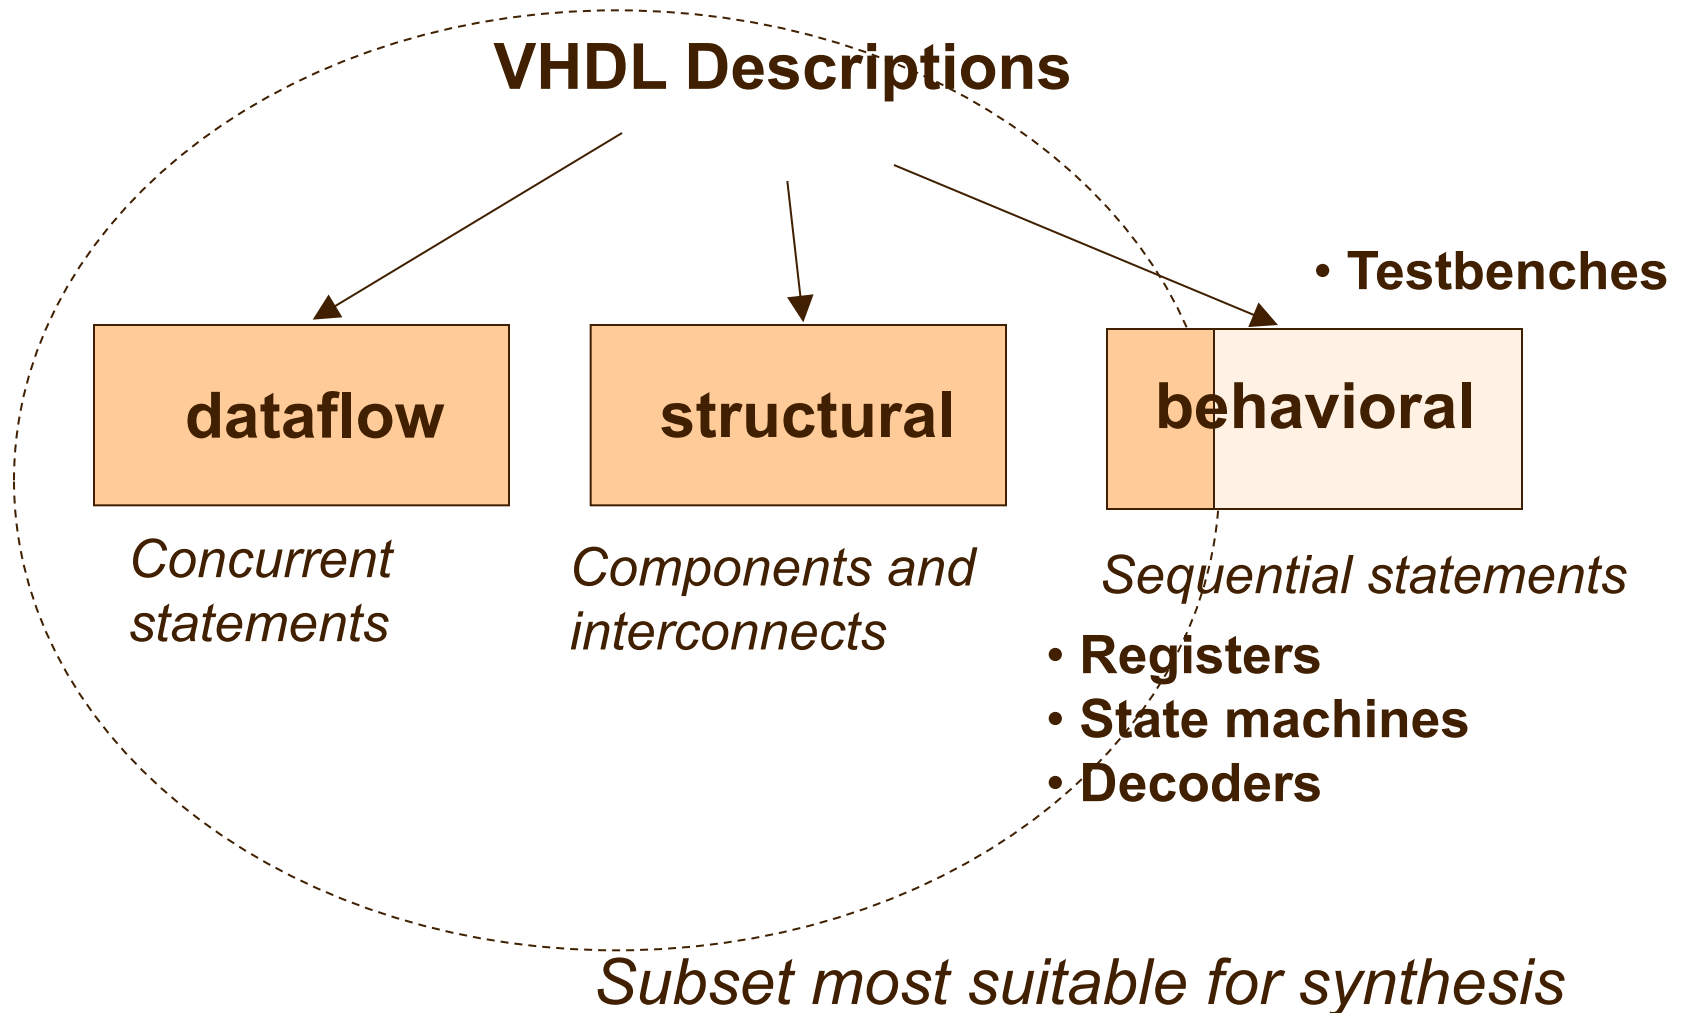 VHDL Descriptions
• Testbenches
dataflow
structural
behavioral
Concurrent
statements
Components and
interconnects
Sequential statements
• Registers
• State machines
• Decoders
Subset most suitable for synthesis